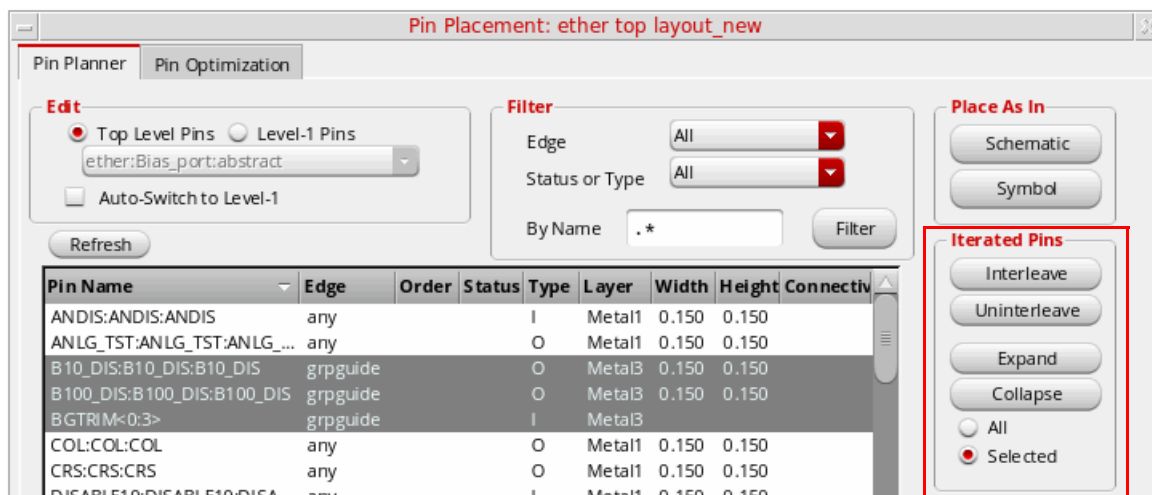 Pin Placement: ether top layout_new
Pin Planner Pin Optimization
Edit
Top Level Pins Level-1 Pins
ether:Bias_port:abstract
Auto-Switch to Level-1
Refresh
Filter
Edge All
Status or Type All
By Name .* Filter
Place As In
Schematic
Symbol
Iterated Pins
Interleave
Uninterleave
Expand
Collapse
All
Selected
Pin Name Edge Order Status Type Layer Width Height Connectiv
ANDIS:ANDIS:ANDIS any I Metal1 0.150 0.150
ANLG_TST:ANLG_TST:ANLG_... any O Metal1 0.150 0.150
B10_DIS:B10_DIS:B10_DIS grpguide O Metal3 0.150 0.150
B100_DIS:B100_DIS:B100_DIS grpguide O Metal3 0.150 0.150
BGTRIM<0:3> grpguide I Metal3
COL:COL:COL any O Metal1 0.150 0.150
CRS:CRS:CRS any O Metal1 0.150 0.150